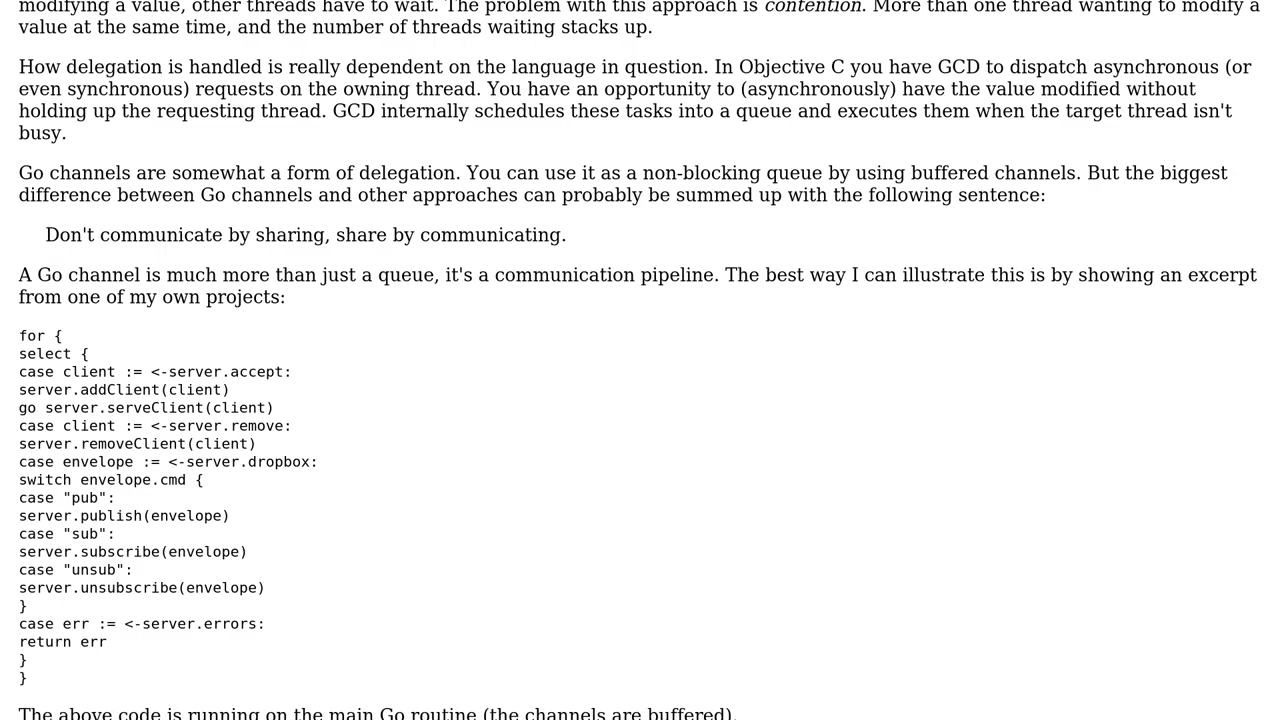 modifying a value, other threads have to wait. The problem with this approach is contention. More than one thread wanting to modify a
value at the same time, and the number of threads waiting stacks up.
How delegation is handled is really dependent on the language in question. In Objective C you have GCD to dispatch asynchronous (or
even synchronous) requests on the owning thread. You have an opportunity to (asynchronously) have the value modified without
holding up the requesting thread. GCD internally schedules these tasks into a queue and executes them when the target thread isn't
busy.
Go channels are somewhat a form of delegation. You can use it as a non-blocking queue by using buffered channels. But the biggest
difference between Go channels and other approaches can probably be summed up with the following sentence:
Don't communicate by sharing, share by communicating.
A Go channel is much more than just a queue, it's a communication pipeline. The best way I can illustrate this is by showing an excerpt
from one of my own projects:
for {
select {
case client := <-server.accept:
server.addClient(client)
go server.serveClient(client)
case client := <-server.remove:
server.removeClient(client)
case envelope := <-server.dropbox:
switch envelope.cmd {
case "pub":
server.publish(envelope)
case "sub":
server.subscribe(envelope)
case "unsub":
server.unsubscribe(envelope)
}
case err := <-server.errors:
return err
}
}
The above code is running on the main Go routine (the channels are buffered).